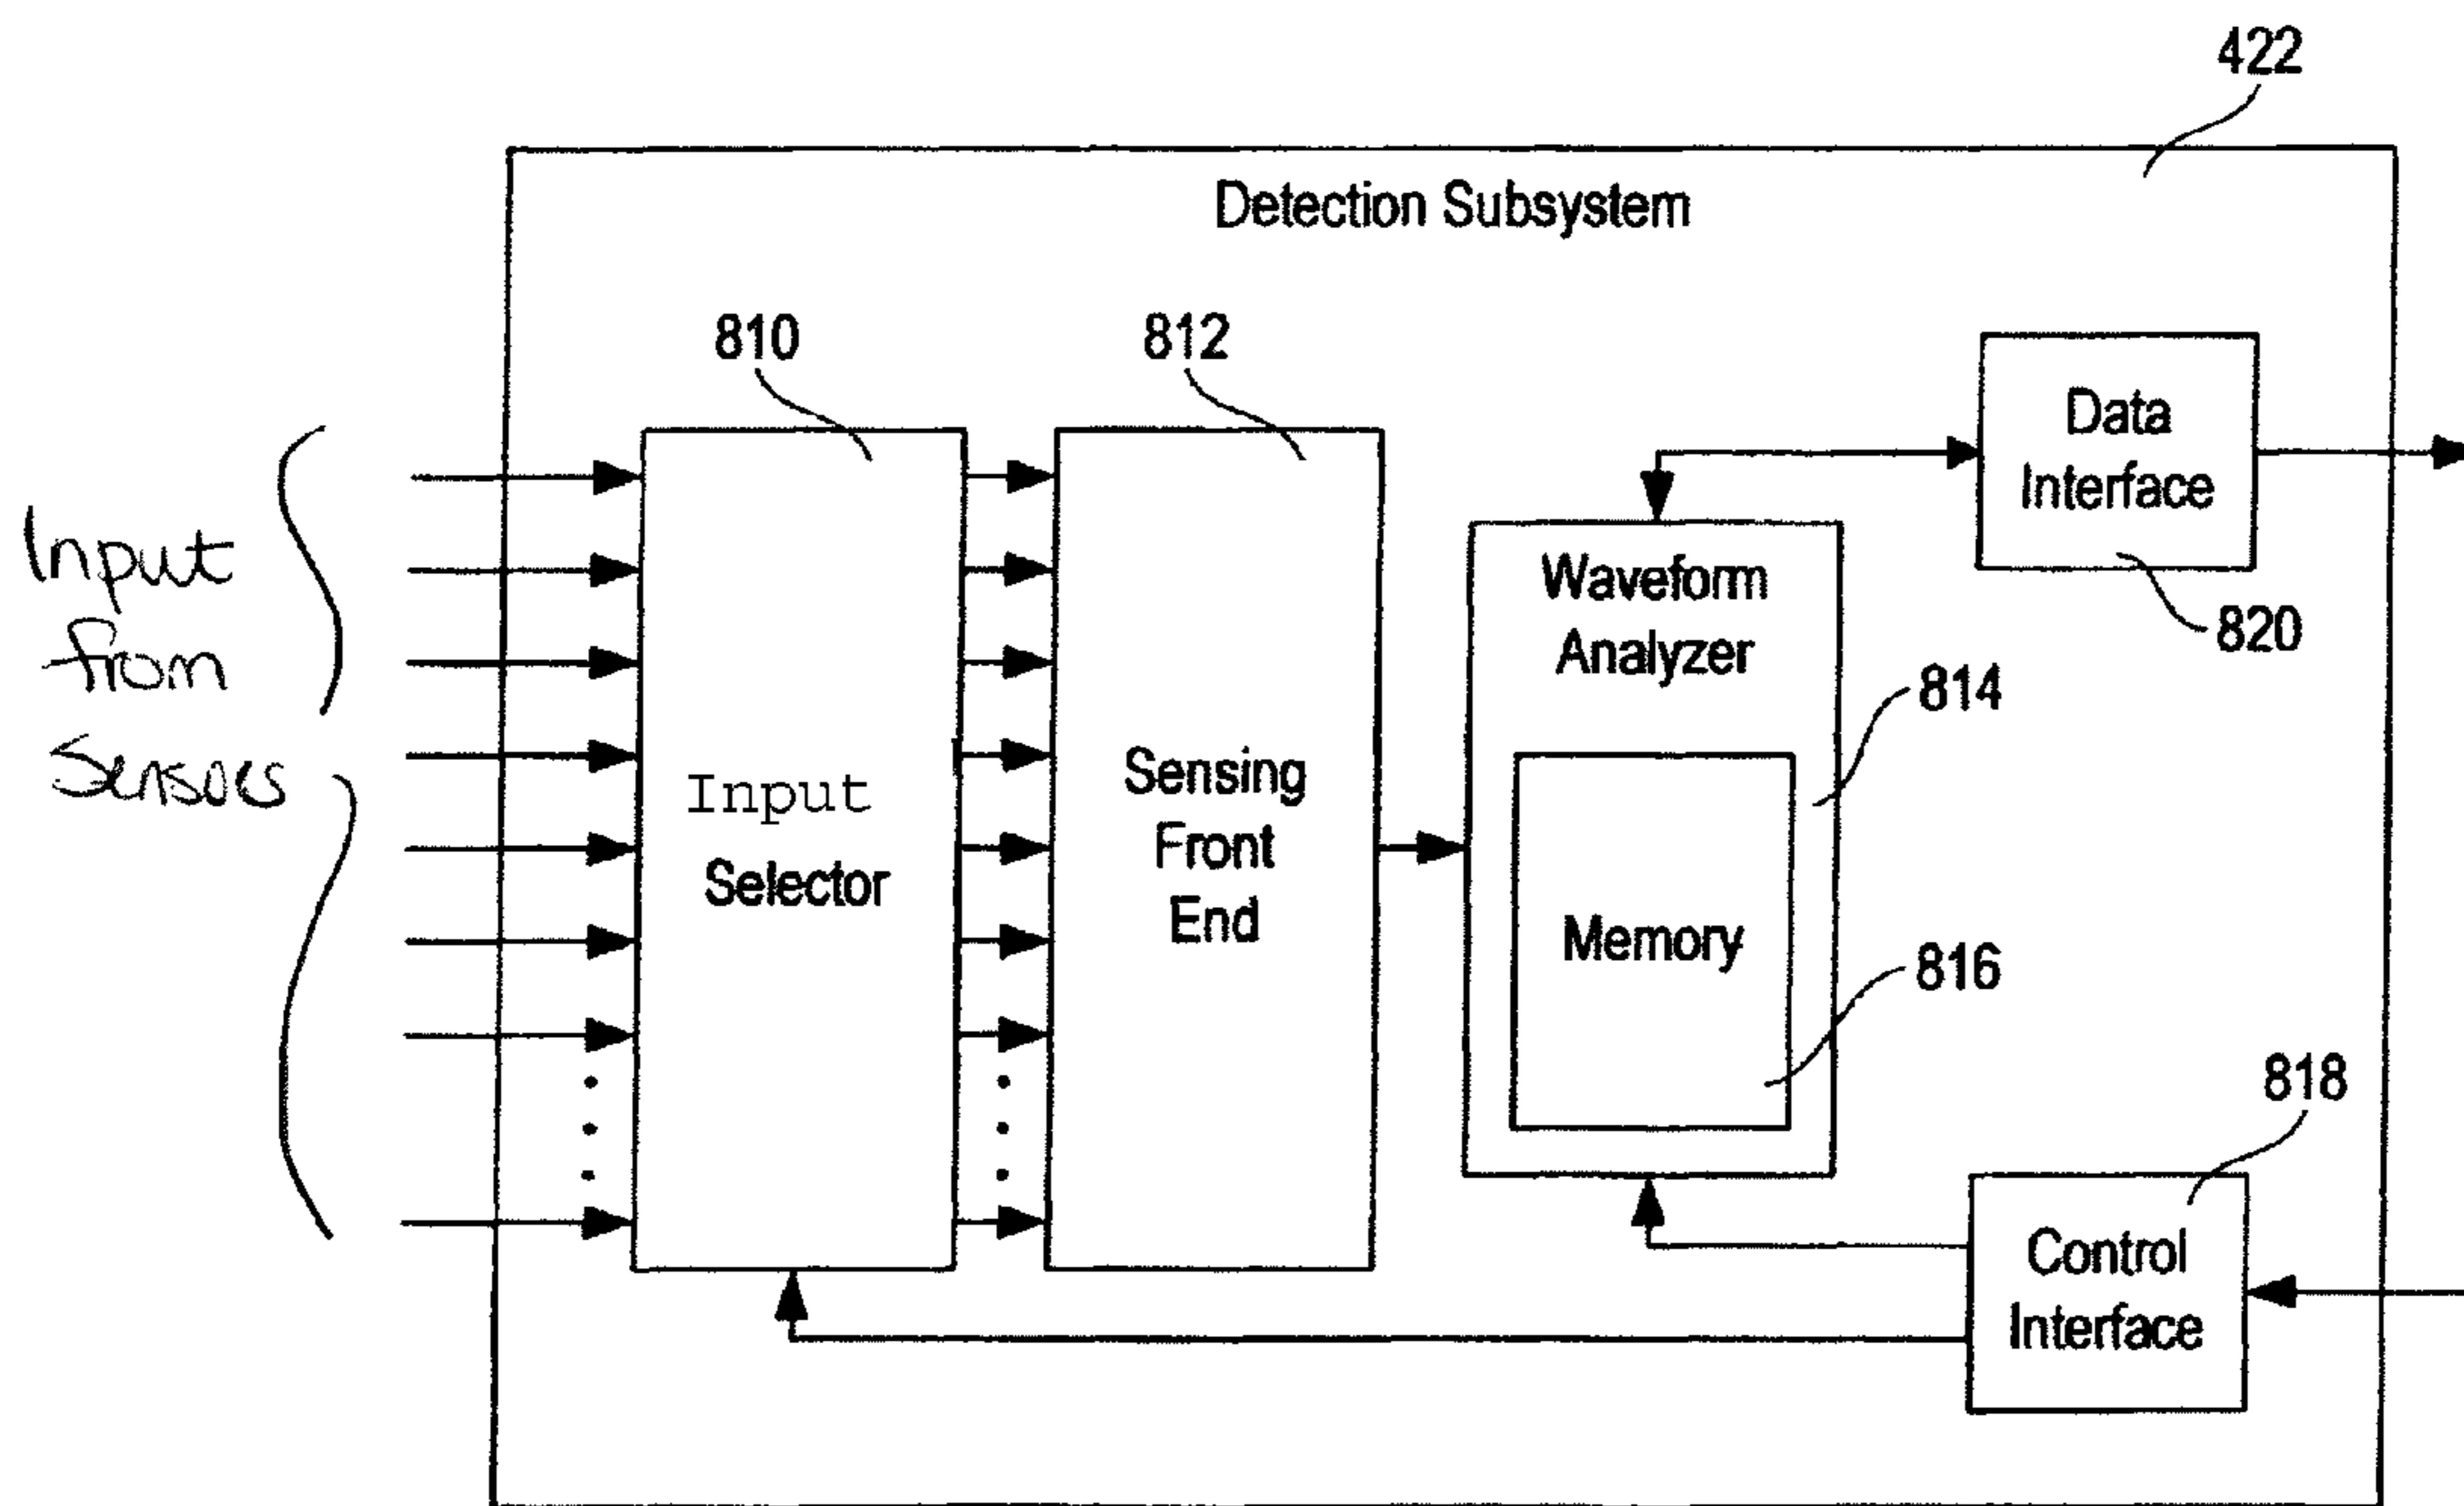 422
Detection Subsystem
810
812
Data
Interface
820
Input
from
Sensors
Input
Selector
Sensing
Front
End
Waveform
Analyzer
814
Memory
816
818
Control
Interface